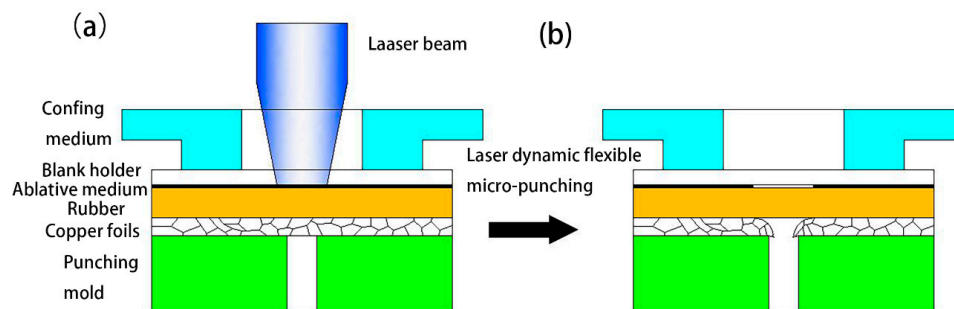 (a)
(b)
Laaser beam
Confing
medium
Blank holder
Ablative medium
Rubber
Copper foils
Punching
mold
Laser dynamic flexible
micro-punching